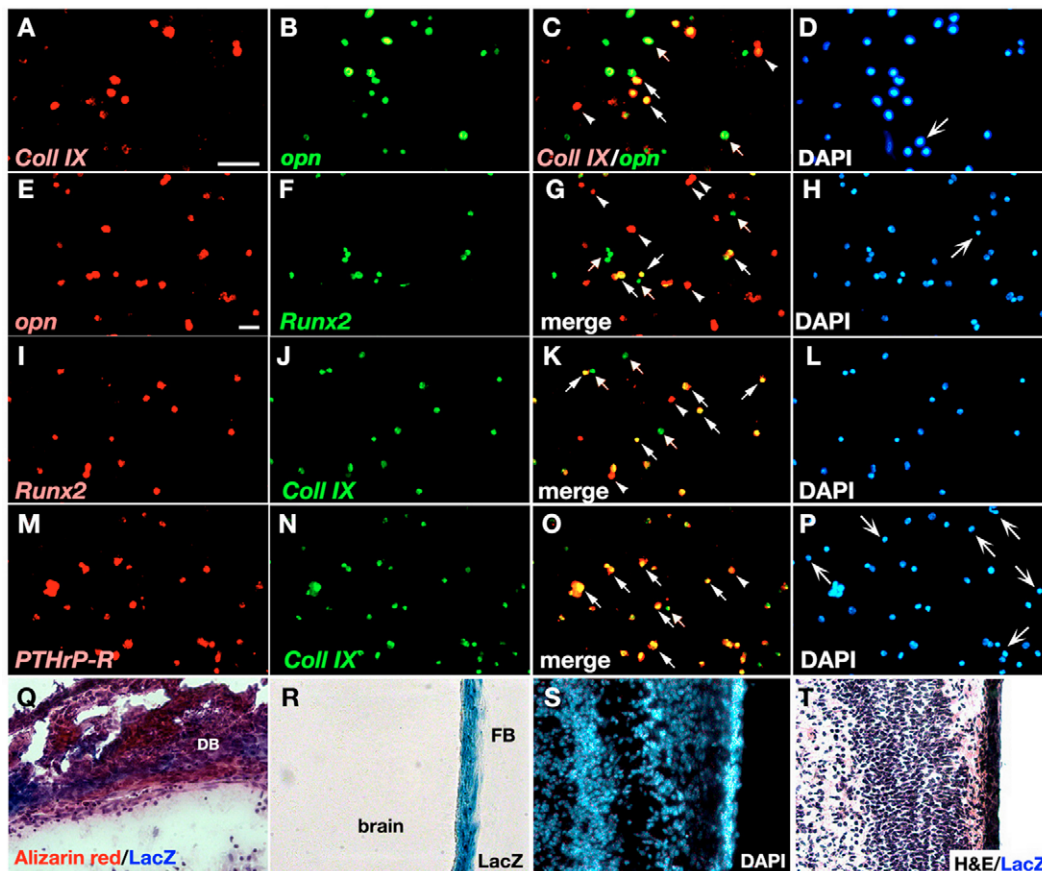 A
Coll IX
B
opn
C
Coll IX/opn
D
DAPI
E
opn
F
Runx2
G
merge
H
DAPI
I
Runx2
J
Coll IX
K
merge
L
DAPI
M
PTHrP-R
N
Coll IX
O
merge
P
DAPI
Q
DB
Alizarin red/LacZ
R
FB
brain
LacZ
S
DAPI
T
H&E/LacZ